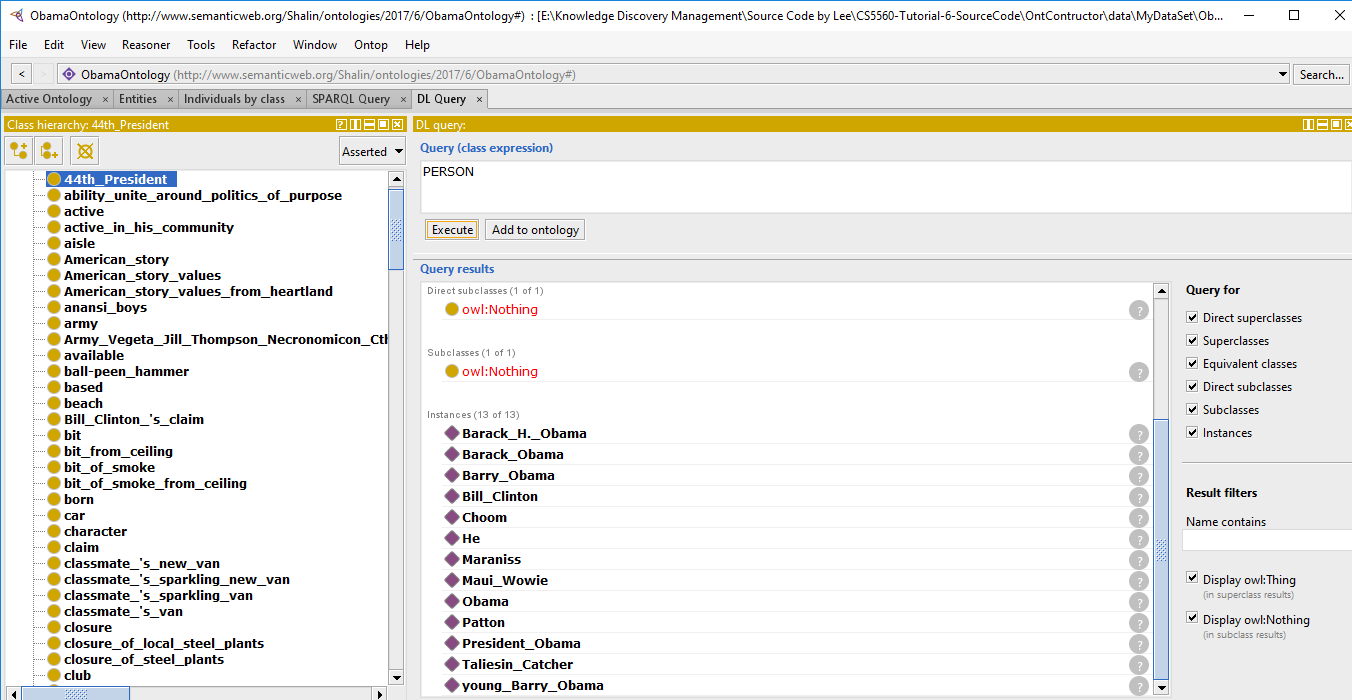 ObamaOntology (http://www.semanticweb.org/Shalin/ontologies/2017/6/ObamaOntology#) : [E:\Knowledge Discovery Management\Source Code by Lee\CS5560-Tutorial-6-SourceCode\OntContructor\data\MyDataSet\Ob...
File Edit View Reasoner Tools Refactor Window Ontop Help
< > ObamaOntology (http://www.semanticweb.org/Shalin/ontologies/2017/6/ObamaOntology#) Search...
Active Ontology × Entities × Individuals by class × SPARQL Query × DL Query ×
Class hierarchy: 44th_President
Asserted
44th_President
ability_unite_around_politics_of_purpose
active
active_in_his_community
aisle
American_story
American_story_values
American_story_values_from_heartland
anansi_boys
army
Army_Vegeta_Jill_Thompson_Necronomicon_Cth
available
ball-peen_hammer
based
beach
Bill_Clinton_'s_claim
bit
bit_from_ceiling
bit_of_smoke
bit_of_smoke_from_ceiling
born
car
character
claim
classmate_'s_new_van
classmate_'s_sparkling_new_van
classmate_'s_sparkling_van
classmate_'s_van
closure
closure_of_local_steel_plants
closure_of_steel_plants
club
DL query:
Query (class expression)
PERSON
Execute Add to ontology
Query results
Direct subclasses (1 of 1)
owl:Nothing ?
Subclasses (1 of 1)
owl:Nothing ?
Instances (13 of 13)
Barack_H._Obama ?
Barack_Obama ?
Barry_Obama ?
Bill_Clinton ?
Choom ?
He ?
Maraniss ?
Maui_Wowie ?
Obama ?
Patton ?
President_Obama ?
Taliesin_Catcher ?
young_Barry_Obama ?
Query for
Direct superclasses
Superclasses
Equivalent classes
Direct subclasses
Subclasses
Instances
Result filters
Name contains
Display owl:Thing
(in superclass results)
Display owl:Nothing
(in subclass results)